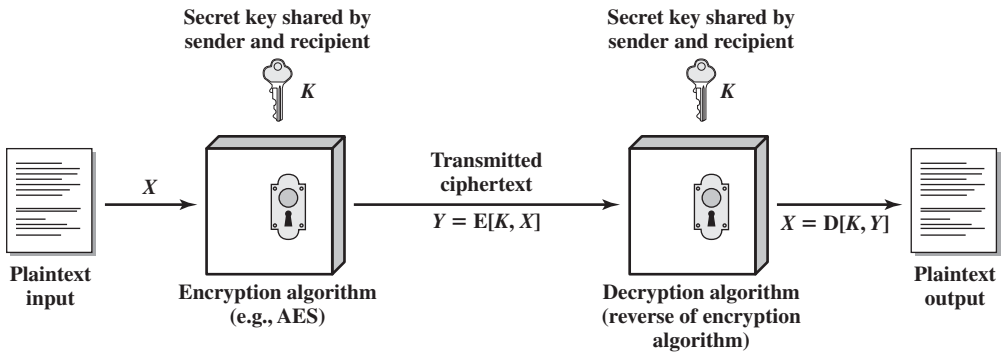 Secret key shared by
sender and recipient
K
Secret key shared by
sender and recipient
K
X
Transmitted
ciphertext
Y = E[K, X]
X = D[K, Y]
Plaintext
input
Encryption algorithm
(e.g., AES)
Decryption algorithm
(reverse of encryption
algorithm)
Plaintext
output